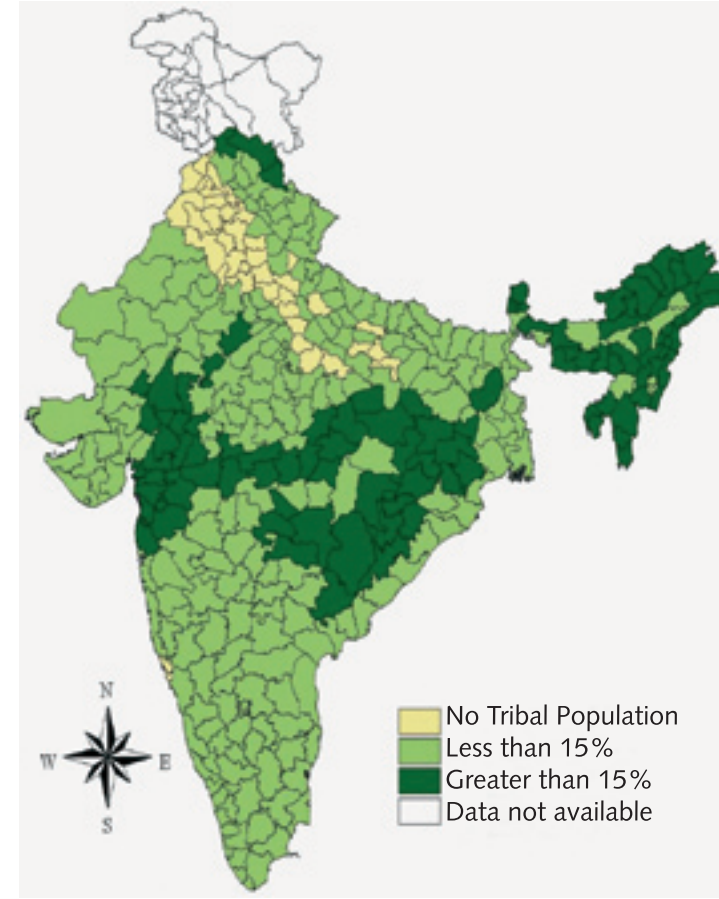 N
W E
S
No Tribal Population
Less than 15%
Greater than 15%
Data not available